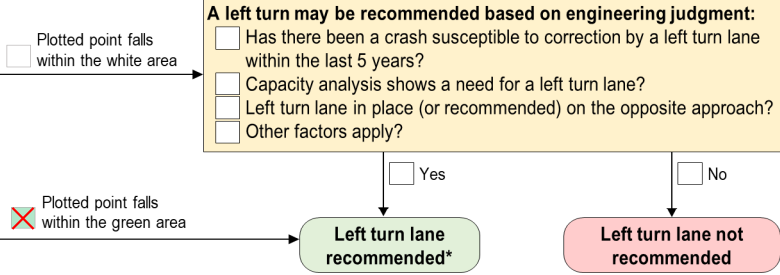 A left turn may be recommended based on engineering judgment:
Plotted point falls
within the white area
Has there been a crash susceptible to correction by a left turn lane
within the last 5 years?
Capacity analysis shows a need for a left turn lane?
Left turn lane in place (or recommended) on the opposite approach?
Other factors apply?
Yes
No
Plotted point falls
within the green area
Left turn lane
recommended*
Left turn lane not
recommended